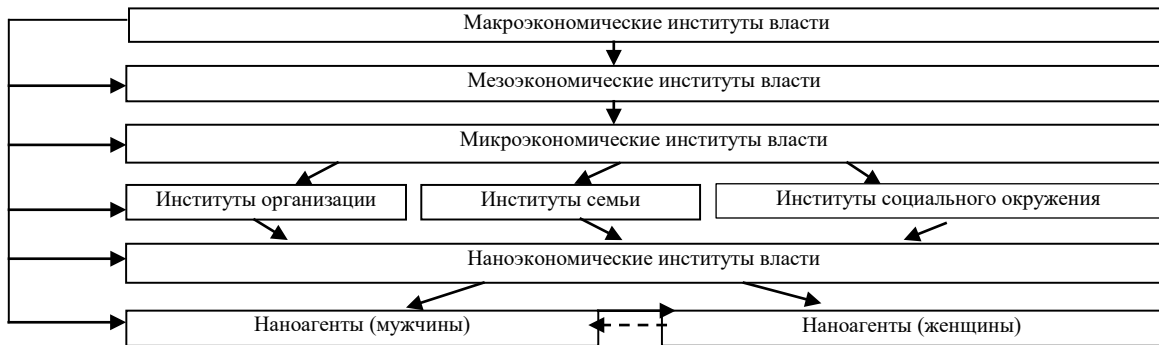 Макроэкономические институты власти
Мезоэкономические институты власти
Микроэкономические институты власти
Институты организации
Институты семьи
Институты социального окружения
Наноэкономические институты власти
Наноагенты (мужчины)
Наноагенты (женщины)